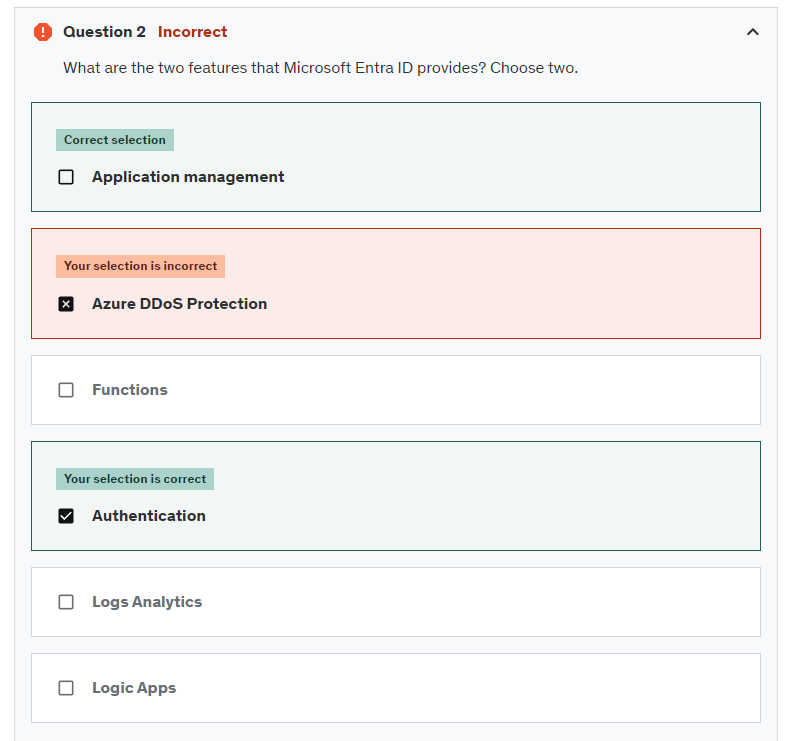 Question 2 Incorrect
What are the two features that Microsoft Entra ID provides? Choose two.
Correct selection
Application management
Your selection is incorrect
Azure DDoS Protection
Functions
Your selection is correct
Authentication
Logs Analytics
Logic Apps